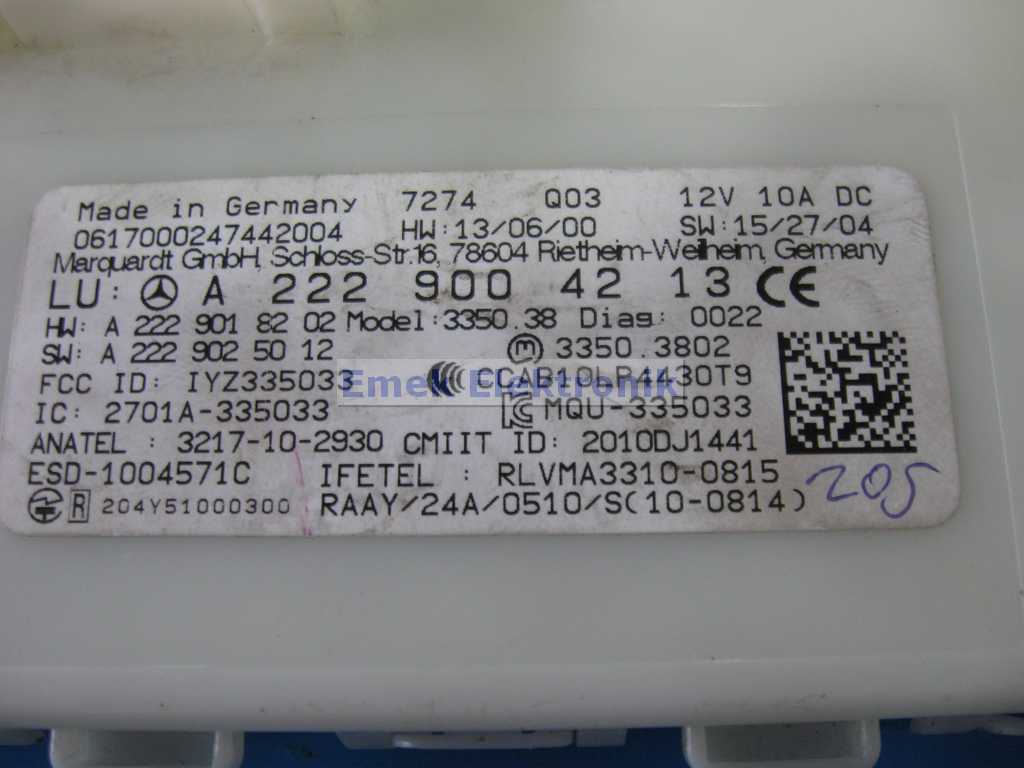 Made in Germany 7274 Q03 12V 10A DC
0617000247442004 HW:13/06/00 SW:15/27/04
Marquardt GmbH, Schloss-Str.16, 78604 Rietheim-Weilheim, Germany
LU: A 222 900 42 13 CE
HW: A 222 901 82 02 Model:3350.38 Diag: 0022
SW: A 222 902 50 12 3350.3802
FCC ID: IYZ335033
Emek Elektronik
IC: 2701A-335033 MQU-335033
ANATEL : 3217-10-2930 CMIIT ID: 2010DJ1441
ESD-1004571C IFETEL : RLVMA3310-0815
R 204Y51000300 RAAY/24A/0510/S(10-0814)
205